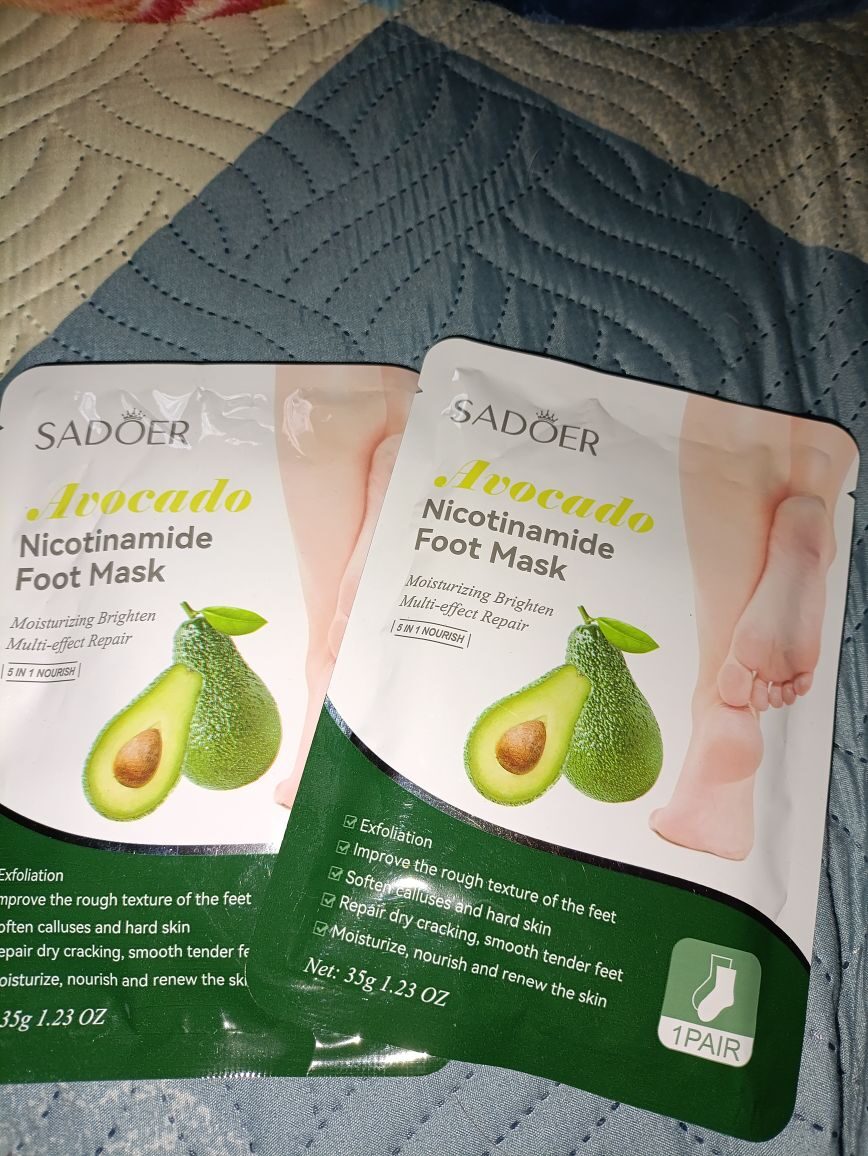 SADOER
Avocado
Nicotinamide
Foot Mask
Moisturizing Brighten
Multi-effect Repair
5 IN 1 NOURISH
Exfoliation
mprove the rough texture of the feet
often calluses and hard skin
epair dry cracking, smooth tender fe
oisturize, nourish and renew the ski
35g 1.23 OZ
SADOER
Avocado
Nicotinamide
Foot Mask
Moisturizing Brighten
Multi-effect Repair
5 IN 1 NOURISH
Exfoliation
Improve the rough texture of the feet
Soften calluses and hard skin
Repair dry cracking, smooth tender feet
Moisturize, nourish and renew the skin
Net: 35g 1.23 OZ
1PAIR